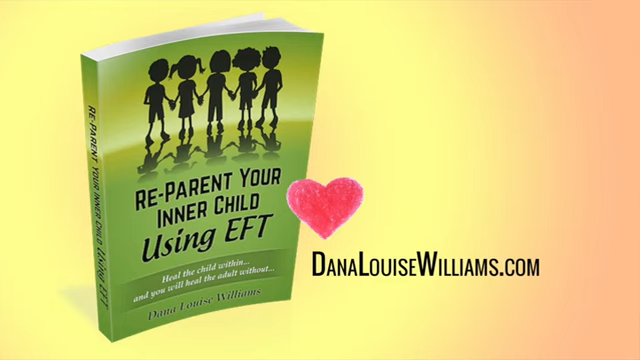 RE-PARENT YOUR INNER CHILD USING EFT
RE-PARENT YOUR
INNER CHILD
Using EFT
Heal the child within...
and you will heal the adult without...
Dana Louise Williams
DANALOUISEWILLIAMS.COM